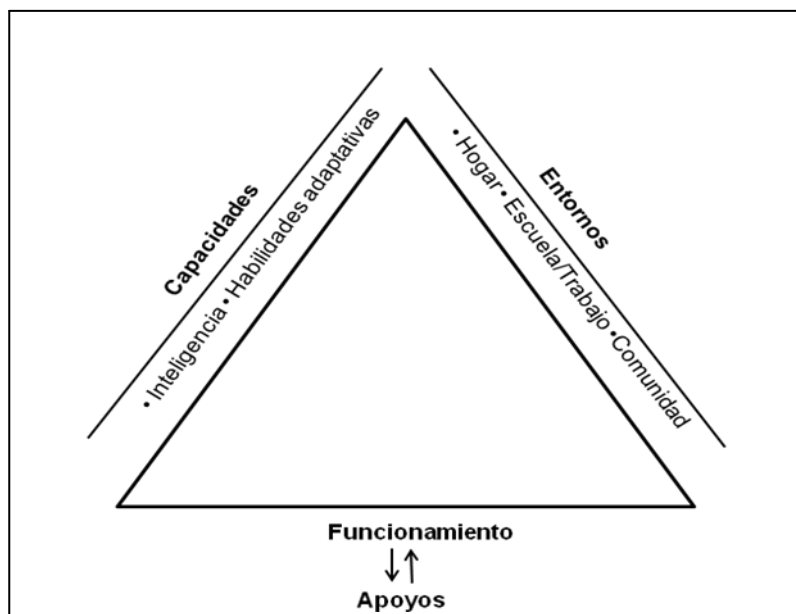 Capacidades
• Inteligencia • Habilidades adaptativas
Entornos
• Hogar • Escuela/Trabajo •Comunidad
Funcionamiento
Apoyos